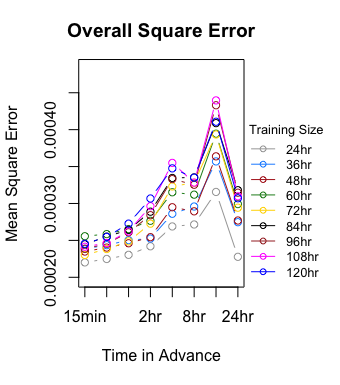 Overall Square Error
Mean Square Error
0.00040
0.00030
0.00020
15min 2hr 8hr 24hr
Time in Advance
Training Size
24hr
36hr
48hr
60hr
72hr
84hr
96hr
108hr
120hr